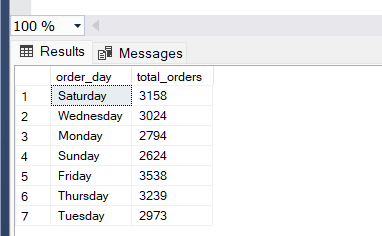 100 %
Results Messages
order_day total_orders
1 Saturday 3158
2 Wednesday 3024
3 Monday 2794
4 Sunday 2624
5 Friday 3538
6 Thursday 3239
7 Tuesday 2973